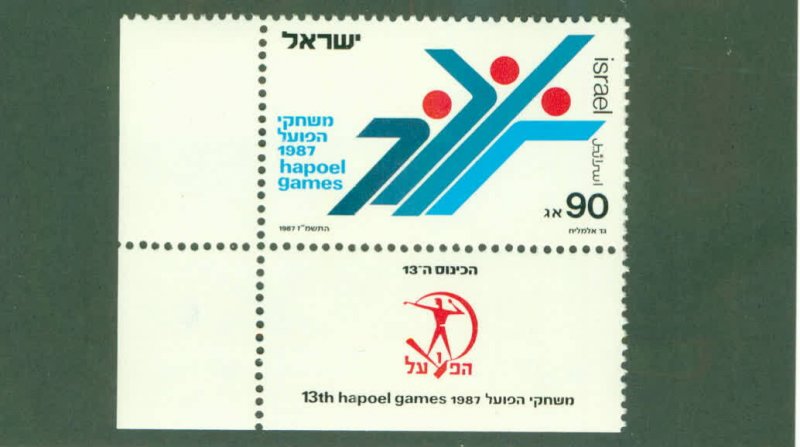 ישראל
israel
اسرائيل
משחקי
הפועל
1987
hapoel
games
90 אג
התשמ"ז 1987
גד אלמליח
הכינוס ה־13
הפועל
13th hapoel games 1987 משחקי הפועל